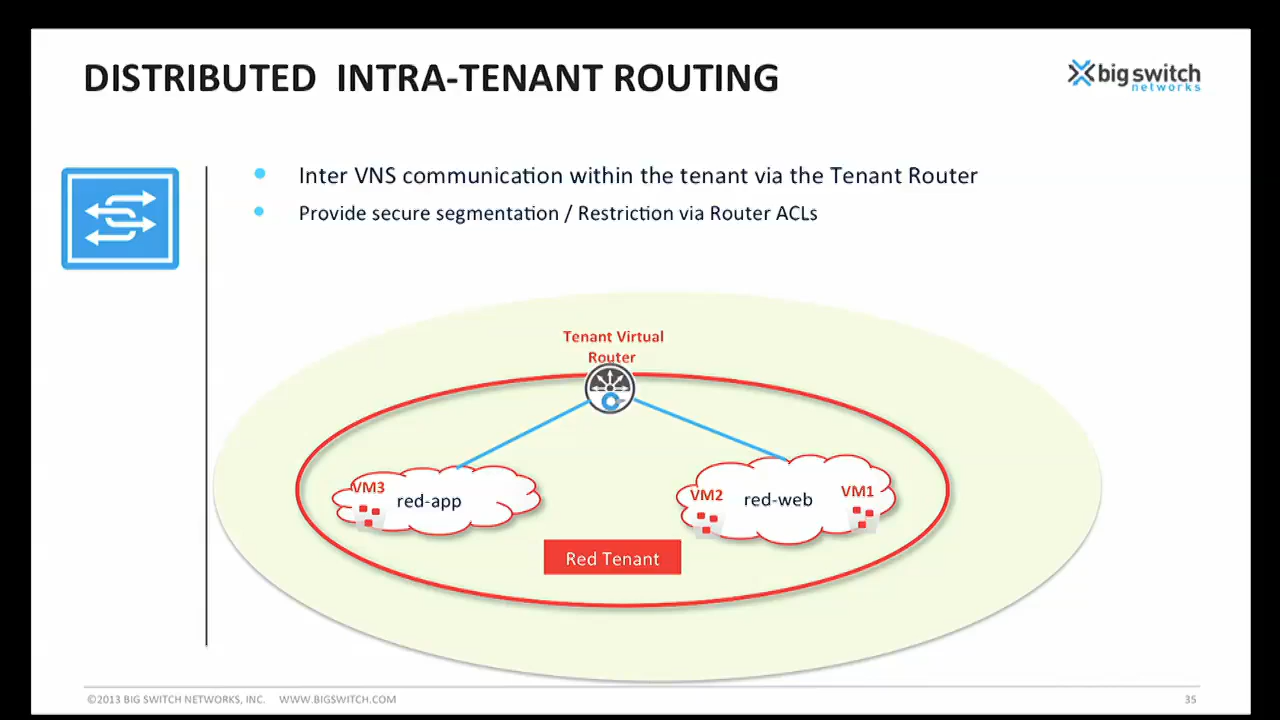 DISTRIBUTED INTRA-TENANT ROUTING
big switch
networks
Inter VNS communication within the tenant via the Tenant Router
Provide secure segmentation / Restriction via Router ACLs
Tenant Virtual
Router
VM3
red-app
VM2
red-web
VM1
Red Tenant
©2013 BIG SWITCH NETWORKS, INC. WWW.BIGSWITCH.COM
35